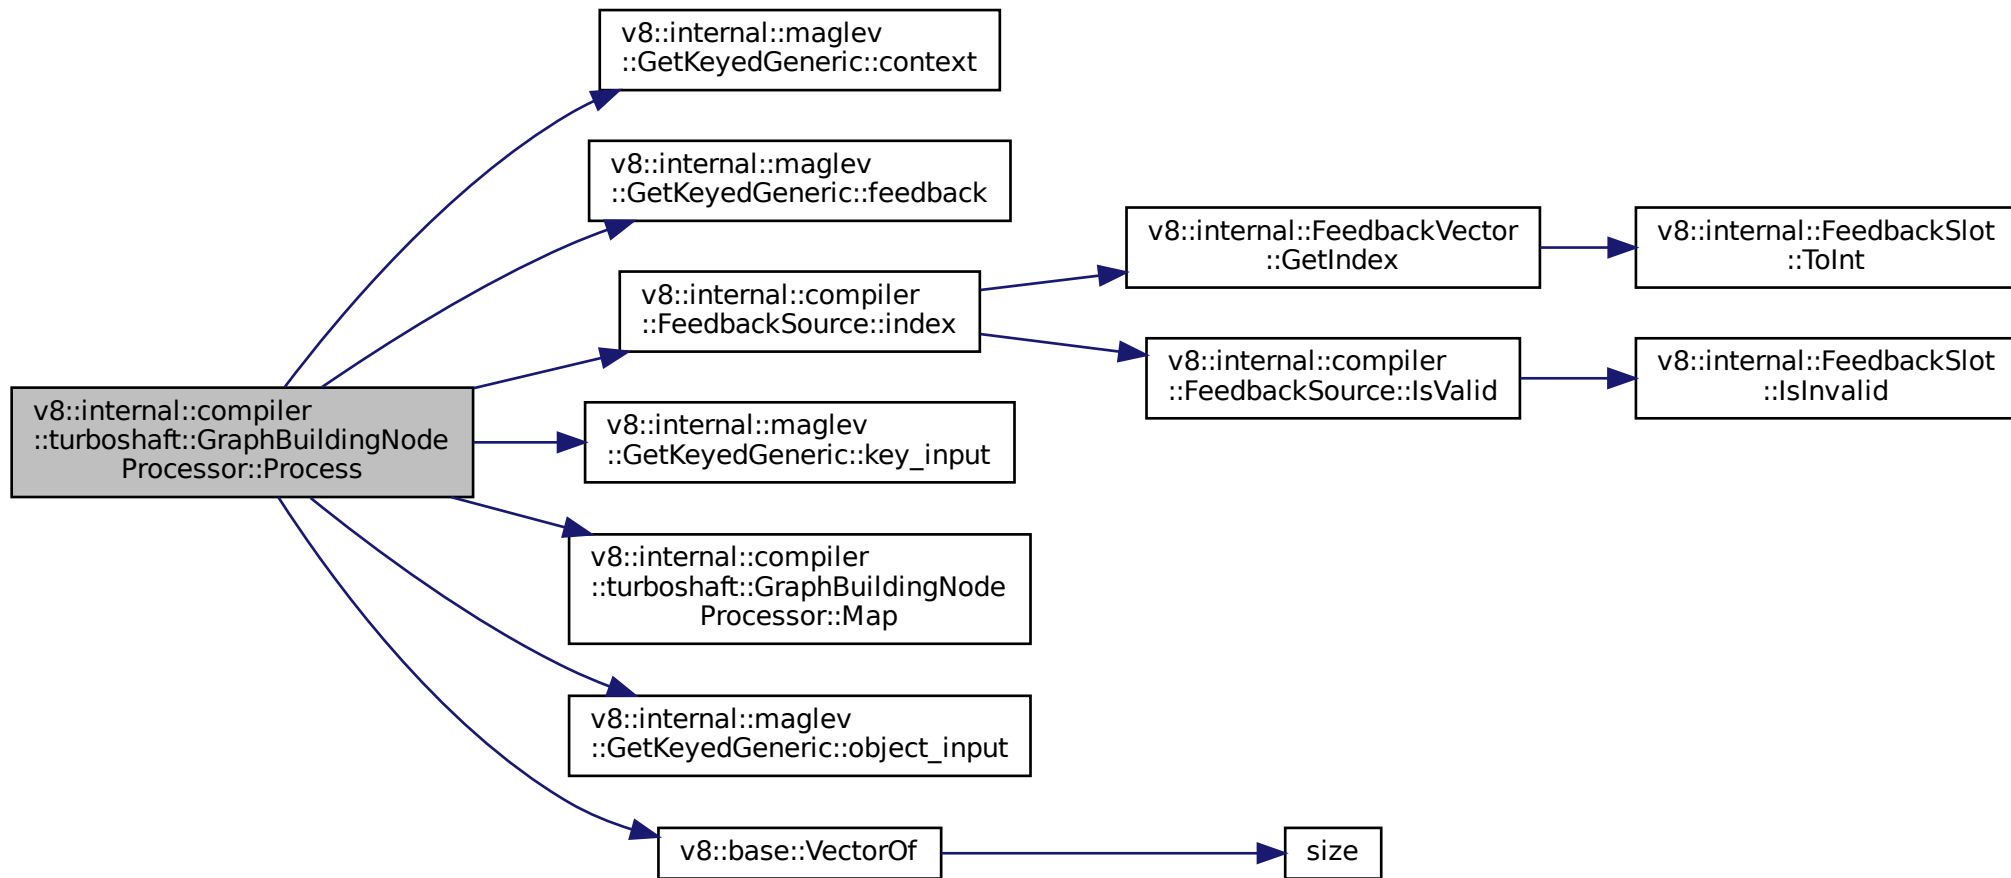 v8::internal::maglev
::GetKeyedGeneric::context
v8::internal::maglev
::GetKeyedGeneric::feedback
v8::internal::FeedbackVector
::GetIndex
v8::internal::FeedbackSlot
::ToInt
v8::internal::compiler
::FeedbackSource::index
v8::internal::compiler
::FeedbackSource::IsValid
v8::internal::FeedbackSlot
::IsInvalid
v8::internal::compiler
::turboshaft::GraphBuildingNode
Processor::Process
v8::internal::maglev
::GetKeyedGeneric::key_input
v8::internal::compiler
::turboshaft::GraphBuildingNode
Processor::Map
v8::internal::maglev
::GetKeyedGeneric::object_input
v8::base::VectorOf
size